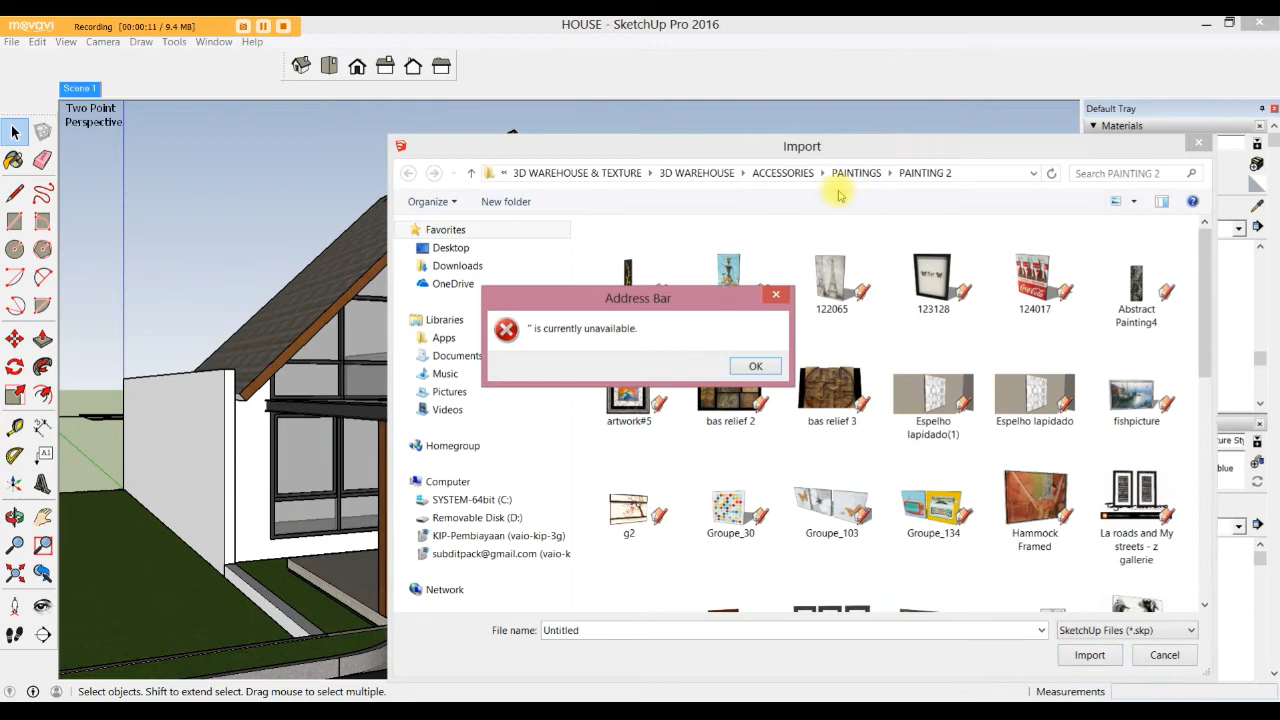 movavi
Recording [00:00:11 / 9.4 MB]
HOUSE - SketchUp Pro 2016
File Edit View Camera Draw Tools Window Help
Scene 1
Two Point
Perspective
Default Tray
Materials
Import
« 3D WAREHOUSE & TEXTURE 3D WAREHOUSE ACCESSORIES PAINTINGS PAINTING 2
Search PAINTING 2
Organize
New folder
Favorites
Desktop
Downloads
OneDrive
Libraries
Apps
Documents
Music
Pictures
Videos
Homegroup
Computer
SYSTEM-64bit (C:)
Removable Disk (D:)
KIP-Pembiayaan (vaio-kip-3g)
subditpack@gmail.com (vaio-k
Network
122065
123128
124017
Abstract
Painting4
Address Bar
'' is currently unavailable.
OK
artwork#5
bas relief 2
bas relief 3
Espelho
lapidado(1)
Espelho lapidado
fishpicture
g2
Groupe_30
Groupe_103
Groupe_134
Hammock
Framed
La roads and My
streets - z
gallerie
File name:
Untitled
SketchUp Files (*.skp)
Import
Cancel
ure Sty
blue
Select objects. Shift to extend select. Drag mouse to select multiple.
Measurements